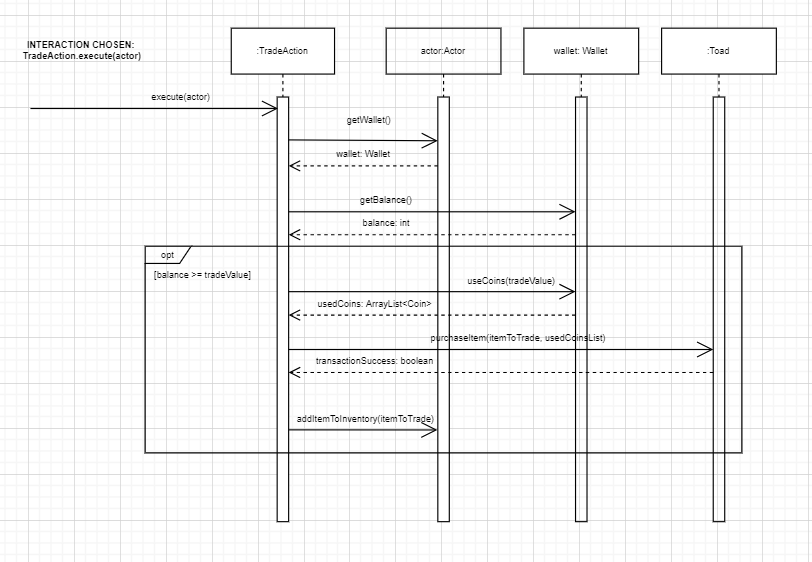 INTERACTION CHOSEN:
TradeAction.execute(actor)
:TradeAction
actor:Actor
wallet: Wallet
:Toad
execute(actor)
getWallet()
wallet: Wallet
getBalance()
balance: int
opt
[balance >= tradeValue]
useCoins(tradeValue)
usedCoins: ArrayList<Coin>
purchaseItem(itemToTrade, usedCoinsList)
transactionSuccess: boolean
addItemToInventory(itemToTrade)